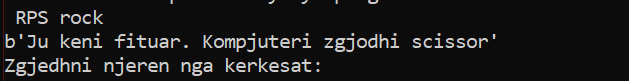 RPS rock
b'Ju keni fituar. Kompjuteri zgjodhi scissor'
Zgjedhni njeren nga kerkesat: